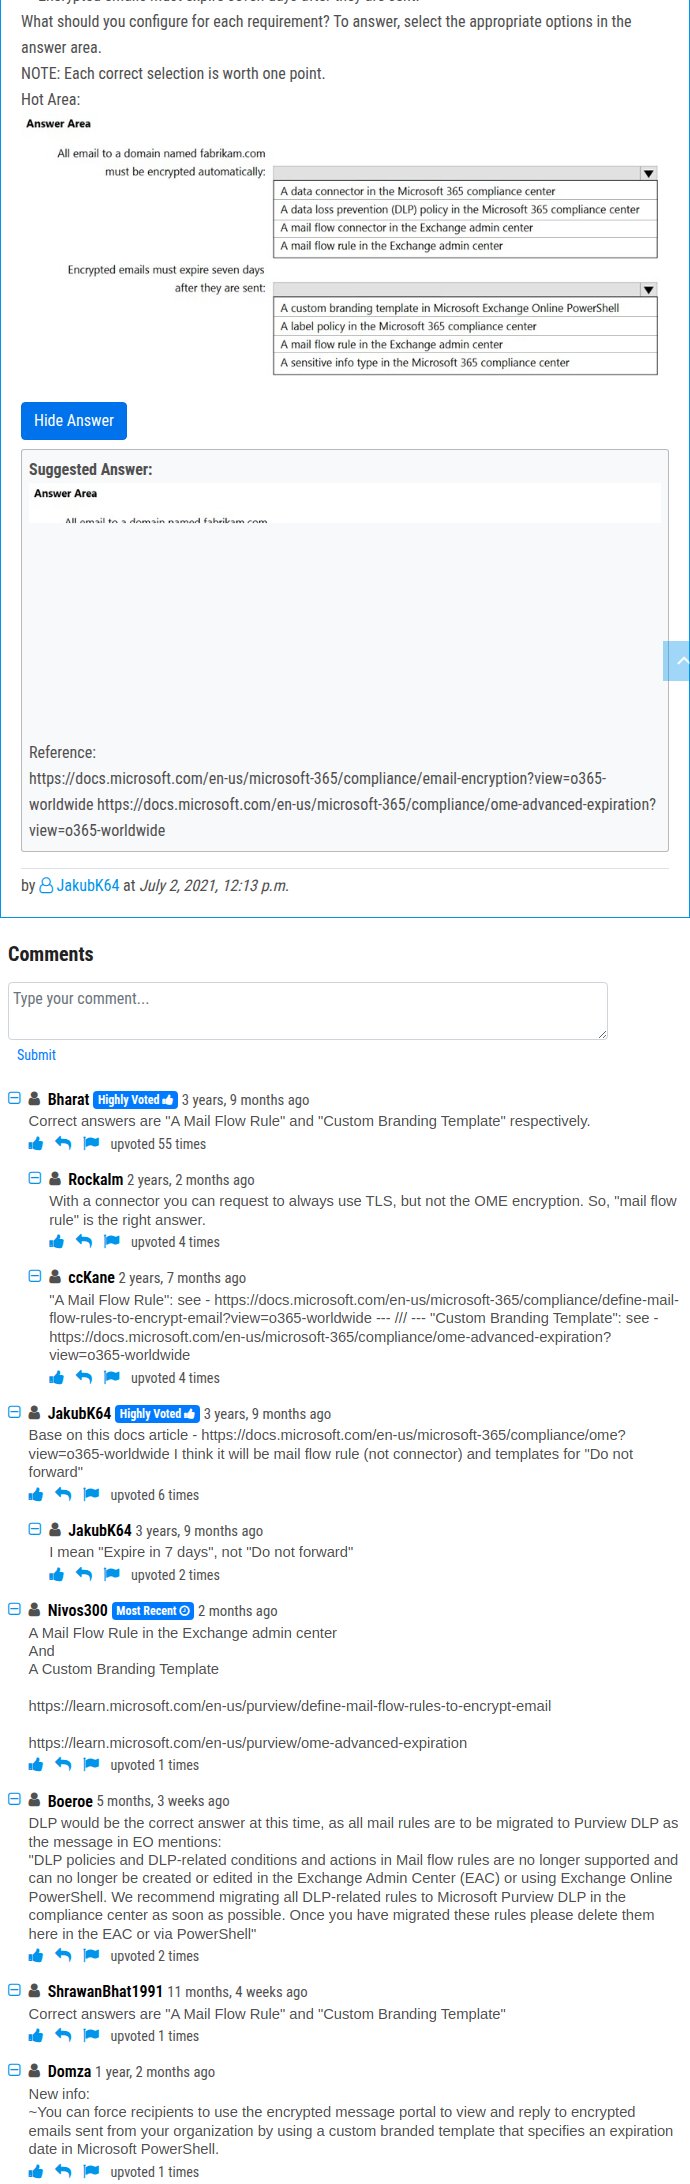 What should you configure for each requirement? To answer, select the appropriate options in the
answer area.
NOTE: Each correct selection is worth one point.
Hot Area:
Answer Area
All email to a domain named fabrikam.com
must be encrypted automatically:
A data connector in the Microsoft 365 compliance center
A data loss prevention (DLP) policy in the Microsoft 365 compliance center
A mail flow connector in the Exchange admin center
A mail flow rule in the Exchange admin center
Encrypted emails must expire seven days
after they are sent:
A custom branding template in Microsoft Exchange Online PowerShell
A label policy in the Microsoft 365 compliance center
A mail flow rule in the Exchange admin center
A sensitive info type in the Microsoft 365 compliance center
Hide Answer
Suggested Answer:
Answer Area
All email to a domain named fabrikam.com
Reference:
https://docs.microsoft.com/en-us/microsoft-365/compliance/email-encryption?view=o365-
worldwide https://docs.microsoft.com/en-us/microsoft-365/compliance/ome-advanced-expiration?
view=o365-worldwide
by JakubK64 at July 2, 2021, 12:13 p.m.
Comments
Type your comment...
Submit
Bharat Highly Voted 3 years, 9 months ago
Correct answers are "A Mail Flow Rule" and "Custom Branding Template" respectively.
upvoted 55 times
Rockalm 2 years, 2 months ago
With a connector you can request to always use TLS, but not the OME encryption. So, "mail flow
rule" is the right answer.
upvoted 4 times
ccKane 2 years, 7 months ago
"A Mail Flow Rule": see - https://docs.microsoft.com/en-us/microsoft-365/compliance/define-mail-
flow-rules-to-encrypt-email?view=o365-worldwide --- /// --- "Custom Branding Template": see -
https://docs.microsoft.com/en-us/microsoft-365/compliance/ome-advanced-expiration?
view=o365-worldwide
upvoted 4 times
JakubK64 Highly Voted 3 years, 9 months ago
Base on this docs article - https://docs.microsoft.com/en-us/microsoft-365/compliance/ome?
view=o365-worldwide I think it will be mail flow rule (not connector) and templates for "Do not
forward"
upvoted 6 times
JakubK64 3 years, 9 months ago
I mean "Expire in 7 days", not "Do not forward"
upvoted 2 times
Nivos300 Most Recent 2 months ago
A Mail Flow Rule in the Exchange admin center
And
A Custom Branding Template
https://learn.microsoft.com/en-us/purview/define-mail-flow-rules-to-encrypt-email
https://learn.microsoft.com/en-us/purview/ome-advanced-expiration
upvoted 1 times
Boeroe 5 months, 3 weeks ago
DLP would be the correct answer at this time, as all mail rules are to be migrated to Purview DLP as
the message in EO mentions:
"DLP policies and DLP-related conditions and actions in Mail flow rules are no longer supported and
can no longer be created or edited in the Exchange Admin Center (EAC) or using Exchange Online
PowerShell. We recommend migrating all DLP-related rules to Microsoft Purview DLP in the
compliance center as soon as possible. Once you have migrated these rules please delete them
here in the EAC or via PowerShell"
upvoted 2 times
ShrawanBhat1991 11 months, 4 weeks ago
Correct answers are "A Mail Flow Rule" and "Custom Branding Template"
upvoted 1 times
Domza 1 year, 2 months ago
New info:
~You can force recipients to use the encrypted message portal to view and reply to encrypted
emails sent from your organization by using a custom branded template that specifies an expiration
date in Microsoft PowerShell.
upvoted 1 times